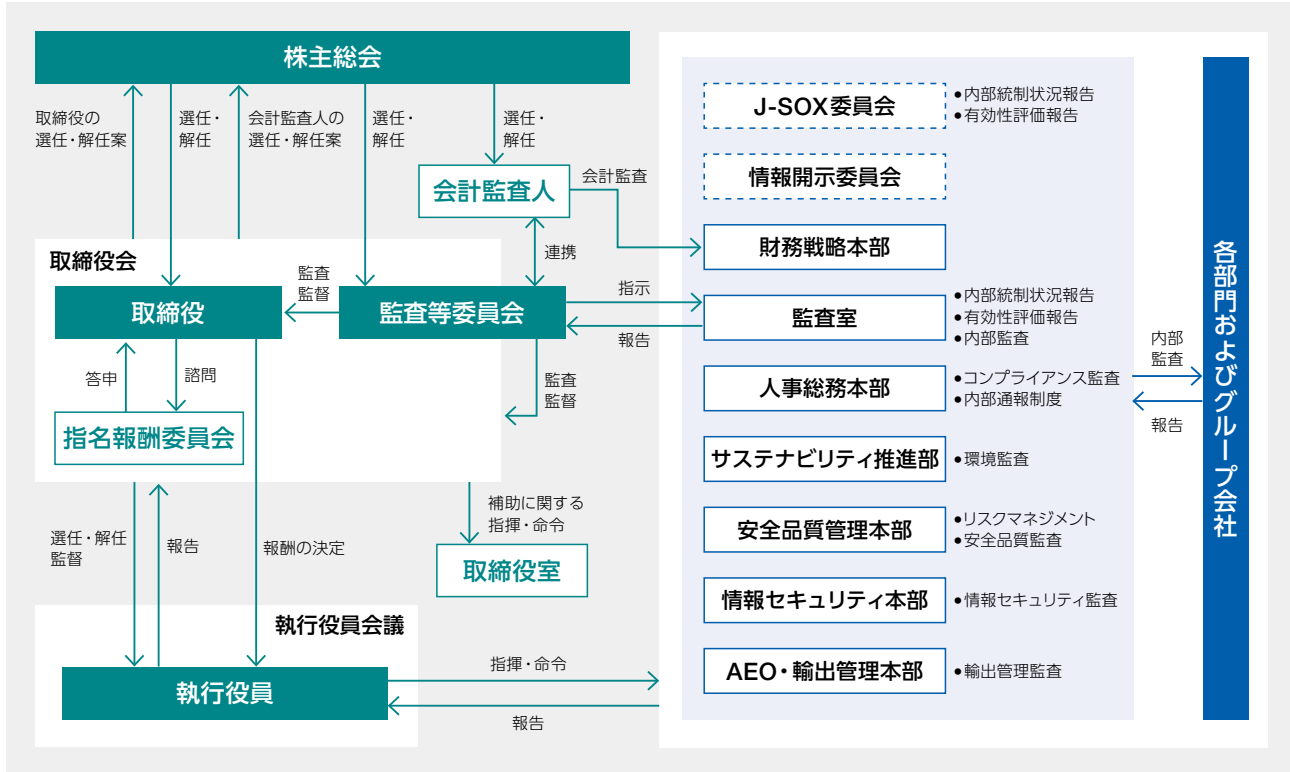 株主総会
取締役の
選任・解任案
選任・
解任
会計監査人の
選任・解任案
選任・
解任
選任・
解任
会計監査人
会計監査
連携
取締役会
監査
監督
取締役
監査等委員会
指示
報告
答申
諮問
監査
監督
指名報酬委員会
補助に関する
指揮・命令
取締役室
選任・解任
監督
報告
報酬の決定
執行役員会議
執行役員
指揮・命令
報告
J-SOX委員会
●内部統制状況報告
●有効性評価報告
情報開示委員会
財務戦略本部
監査室
●内部統制状況報告
●有効性評価報告
●内部監査
人事総務本部
●コンプライアンス監査
●内部通報制度
サステナビリティ推進部
●環境監査
安全品質管理本部
●リスクマネジメント
●安全品質監査
情報セキュリティ本部
●情報セキュリティ監査
AEO・輸出管理本部
●輸出管理監査
内部
監査
報告
各部門およびグループ会社